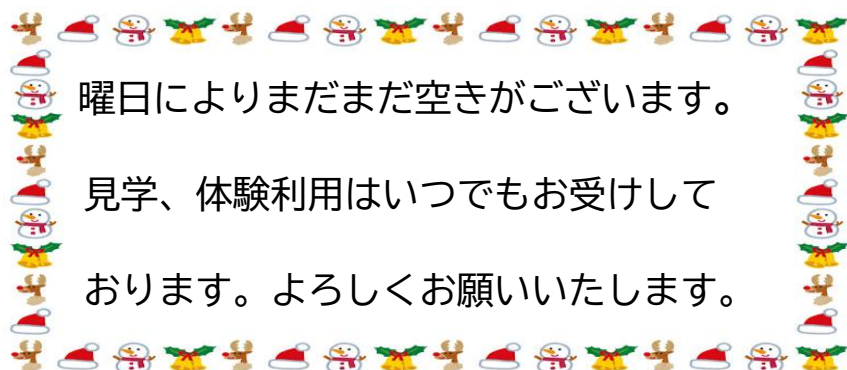 曜日によりまだまだ空きがございます。
見学、体験利用はいつでもお受けして
おります。よろしくお願いいたします。